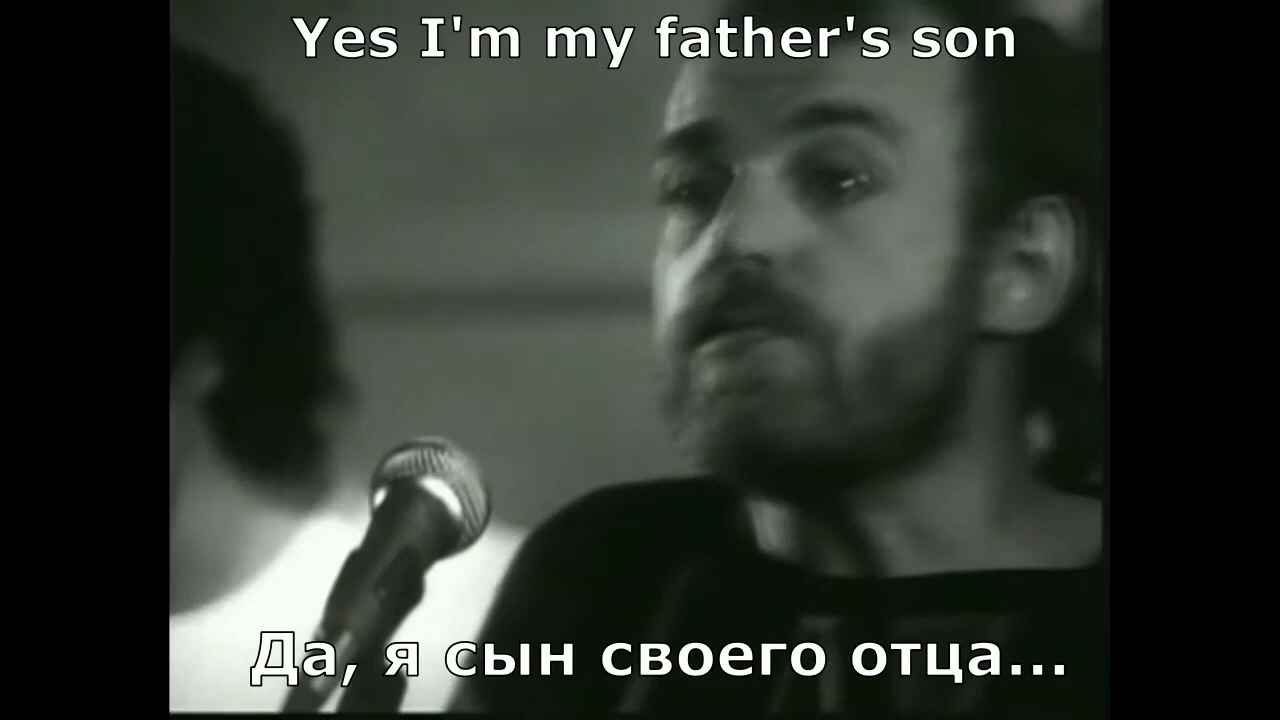 Yes I'm my father's son
Да, я сын своего отца...